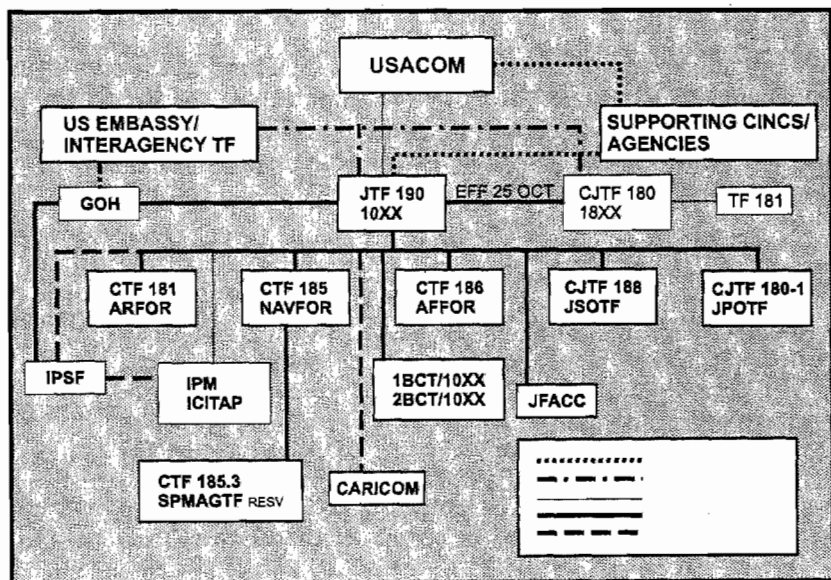 USACOM
US EMBASSY/
INTERAGENCY TF
SUPPORTING CINCS/
AGENCIES
GOH
JTF 190
10XX
EFF 25 OCT
CJTF 180
18XX
TF 181
CTF 181
ARFOR
CTF 185
NAVFOR
CTF 186
AFFOR
CJTF 188
JSOTF
CJTF 180-1
JPOTF
IPSF
IPM
ICITAP
1BCT/10XX
2BCT/10XX
JFACC
CTF 185.3
SPMAGTF RESV
CARICOM